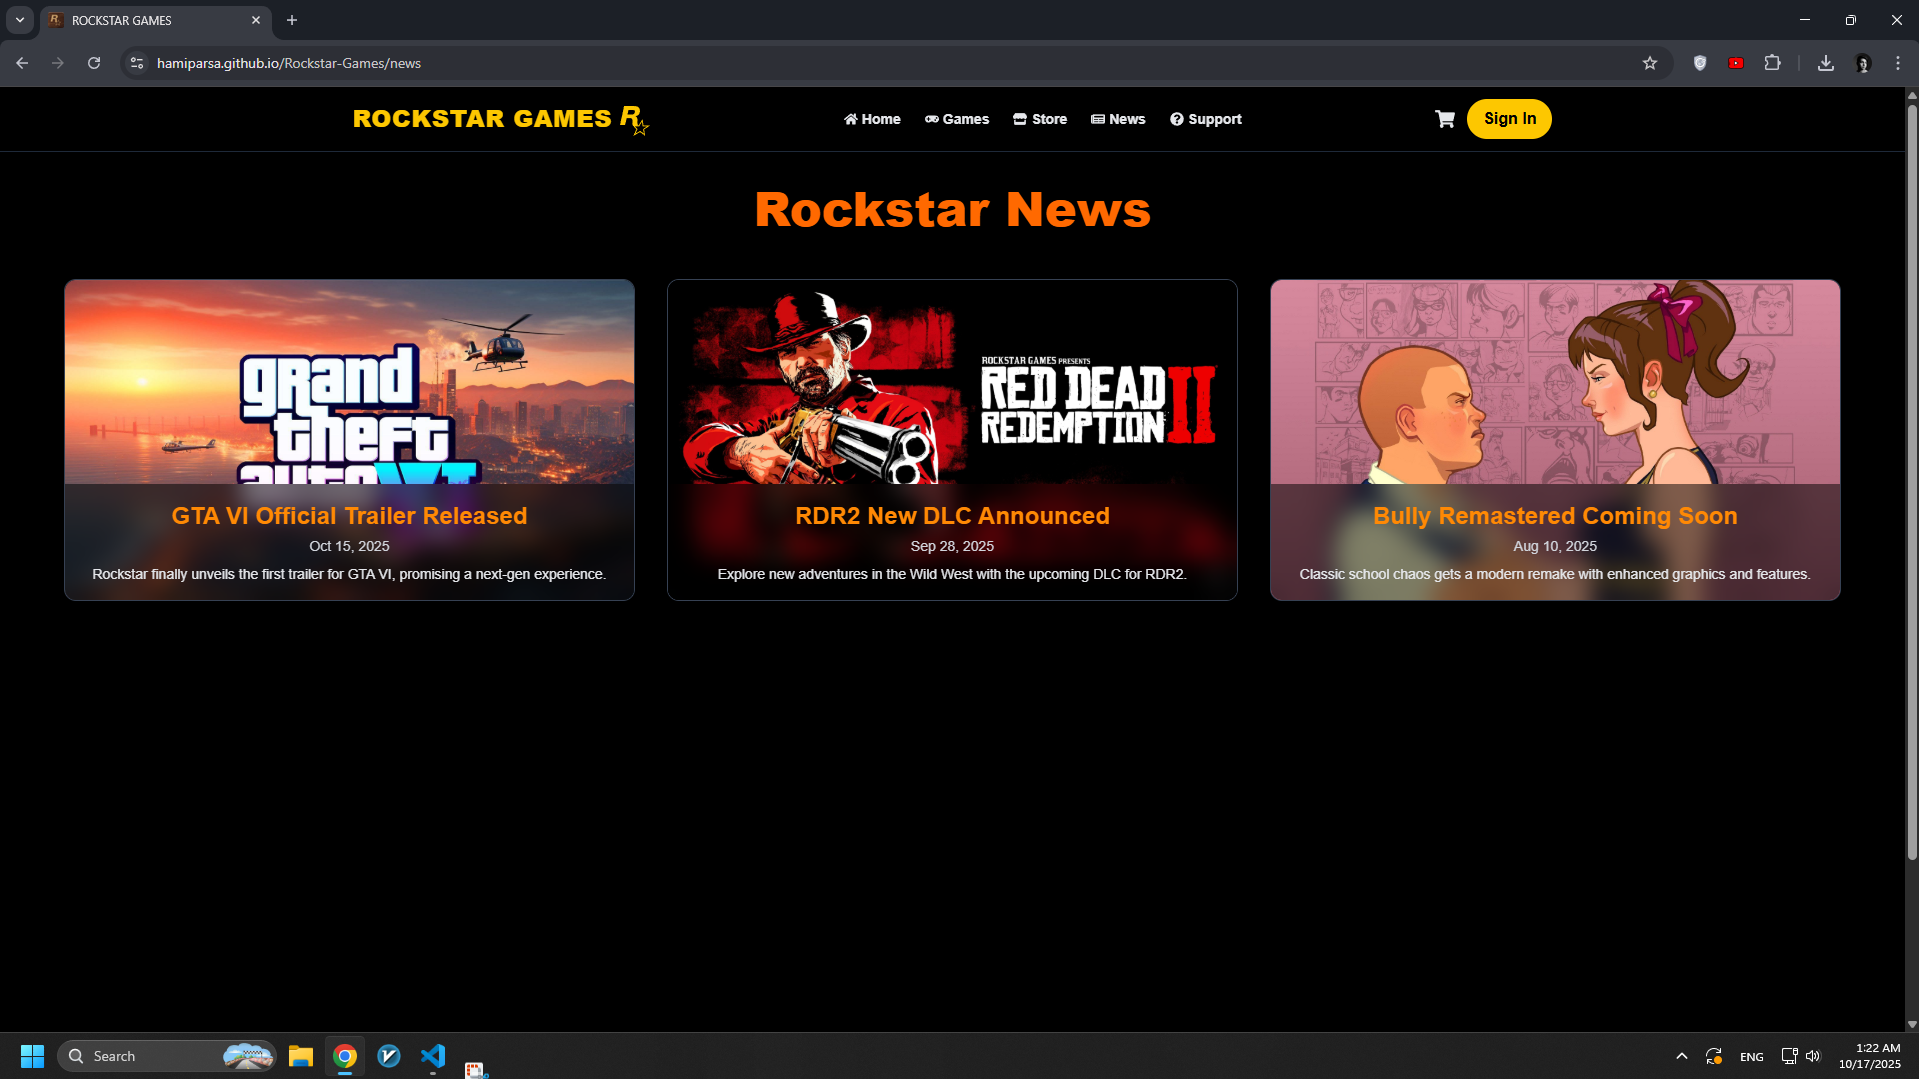 ROCKSTAR GAMES
hamiparsa.github.io/Rockstar-Games/news
ROCKSTAR GAMES R
Home Games Store News Support Sign In
Rockstar News
grand
theft
auto VI
GTA VI Official Trailer Released
Oct 15, 2025
Rockstar finally unveils the first trailer for GTA VI, promising a next-gen experience.
ROCKSTAR GAMES PRESENTS
RED DEAD
REDEMPTION II
RDR2 New DLC Announced
Sep 28, 2025
Explore new adventures in the Wild West with the upcoming DLC for RDR2.
Bully Remastered Coming Soon
Aug 10, 2025
Classic school chaos gets a modern remake with enhanced graphics and features.
Search
ENG
1:22 AM
10/17/2025